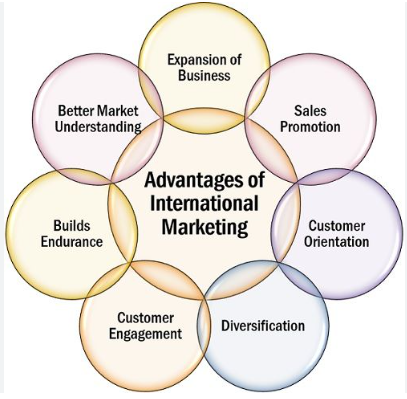 Expansion of
Business
Better Market
Understanding
Sales
Promotion
Advantages of
International
Marketing
Builds
Endurance
Customer
Orientation
Customer
Engagement
Diversification